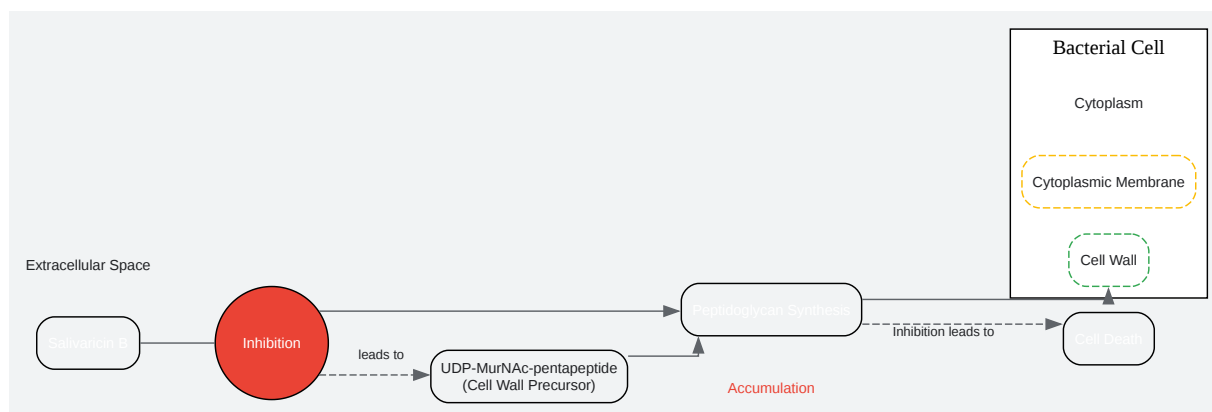 Bacterial Cell
Cytoplasm
Cytoplasmic Membrane
Cell Wall
Extracellular Space
Salivaricin B
Inhibition
leads to
UDP-MurNAc-pentapeptide
(Cell Wall Precursor)
Peptidoglycan Synthesis
Inhibition leads to
Cell Death
Accumulation